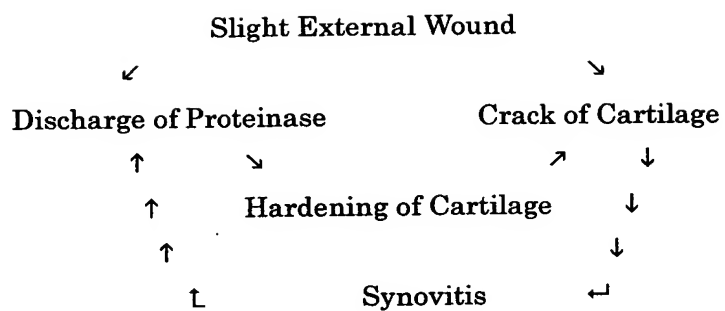 Slight External Wound
↙ ↘
Discharge of Proteinase Crack of Cartilage
↑ ↘ ↗ ↓
↑ Hardening of Cartilage ↓
↑ ↓
↑ Synovitis ↵